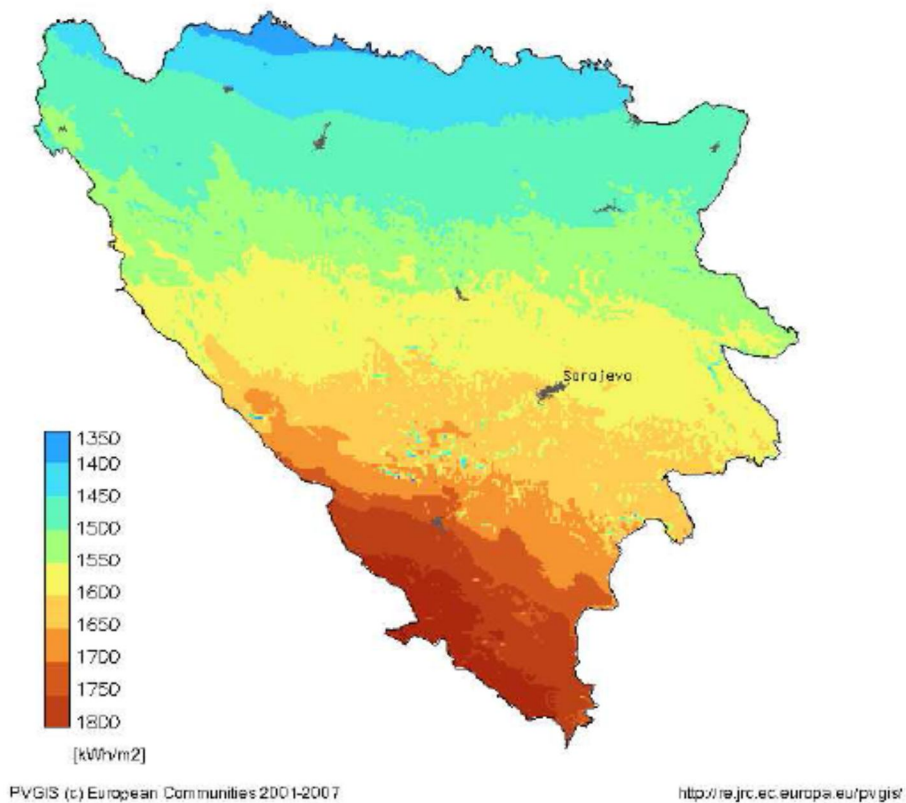 Sarajevo
1350
1400
1450
1500
1550
1600
1650
1700
1750
1800
[kWh/m2]
PVGIS (c) European Communities 2001-2007
http://re.jrc.ec.europa.eu/pvgis/